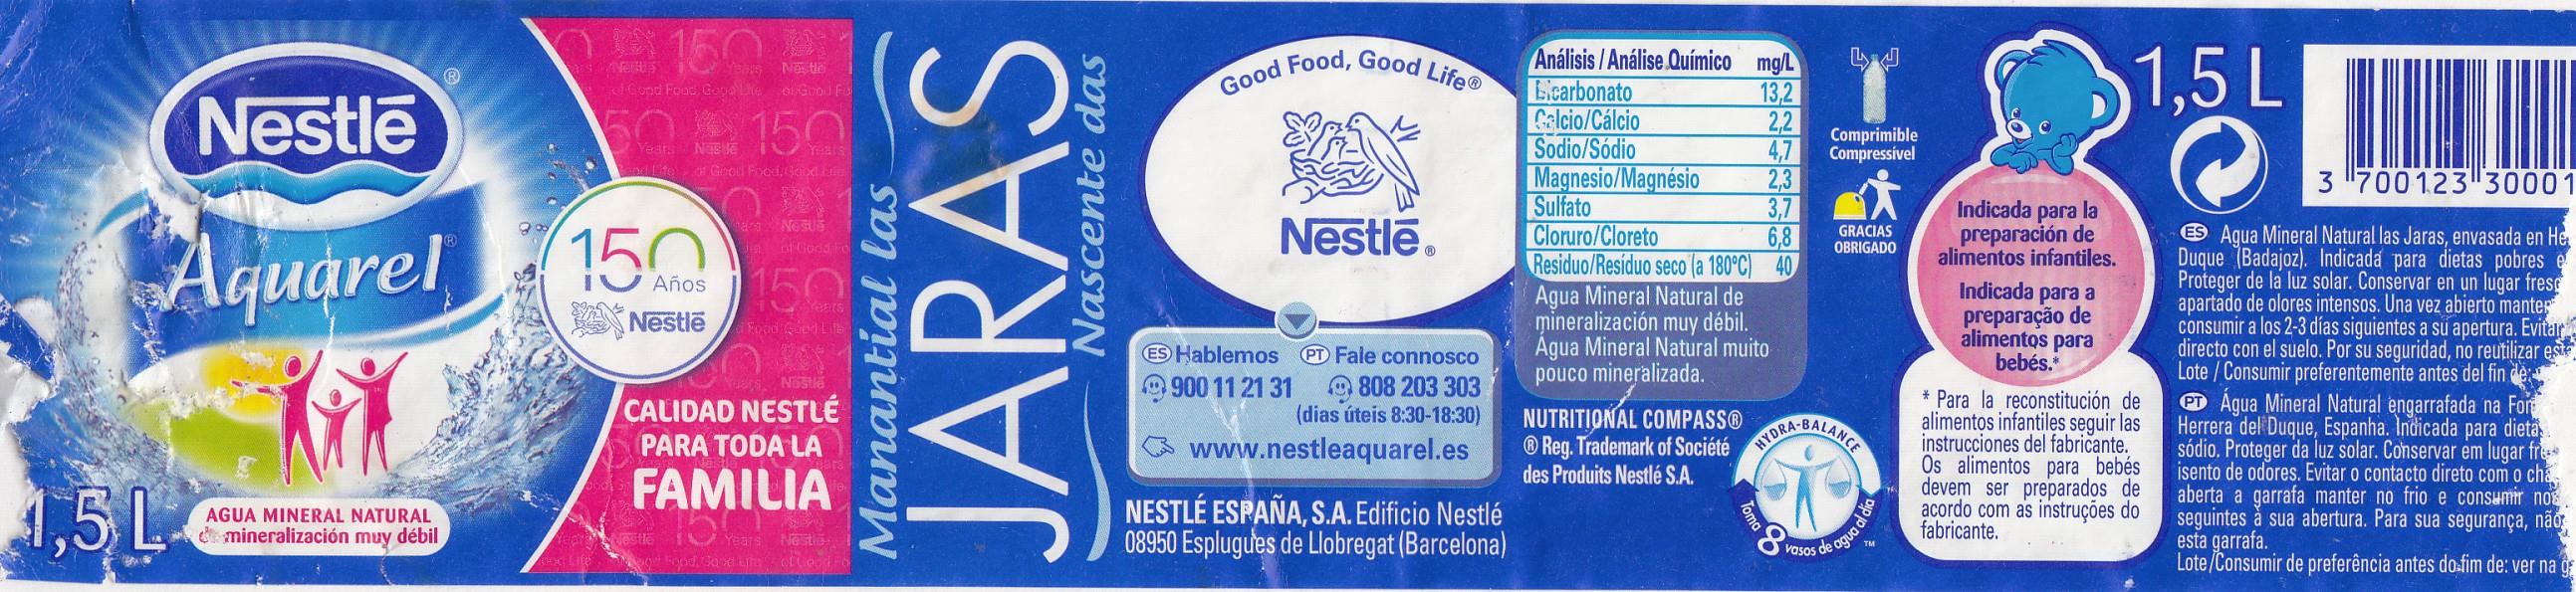 Nestlé ®
Aquarel ®
1,5 L
AGUA MINERAL NATURAL
de mineralización muy débil
150 Años
Nestlé
CALIDAD NESTLÉ
PARA TODA LA
FAMILIA
Manantial las
JARAS
Nascente das
Good Food, Good Life®
Nestlé®
ES Hablemos PT Fale connosco
900 11 21 31 808 203 303
(dias úteis 8:30-18:30)
www.nestleaquarel.es
NESTLÉ ESPAÑA, S.A. Edificio Nestlé
08950 Esplugues de Llobregat (Barcelona)
Análisis / Análise Químico mg/L
Bicarbonato 13,2
Calcio/Cálcio 2,2
Sodio/Sódio 4,7
Magnesio/Magnésio 2,3
Sulfato 3,7
Cloruro/Cloreto 6,8
Residuo/Resíduo seco (a 180ºC) 40
Agua Mineral Natural de
mineralización muy débil.
Água Mineral Natural muito
pouco mineralizada.
NUTRITIONAL COMPASS®
® Reg. Trademark of Société
des Produits Nestlé S.A.
HYDRA-BALANCE
Toma 8 vasos de agua al día ™
Comprimible
Compressível
GRACIAS
OBRIGADO
Indicada para la
preparación de
alimentos infantiles.
Indicada para a
preparação de
alimentos para
bebés.*
* Para la reconstitución de
alimentos infantiles seguir las
instrucciones del fabricante.
Os alimentos para bebés
devem ser preparados de
acordo com as instruções do
fabricante.
1,5 L
3 700123 30001
ES Agua Mineral Natural las Jaras, envasada en
Duque (Badajoz). Indicada para dietas pobres
Proteger de la luz solar. Conservar en un lugar fresco
apartado de olores intensos. Una vez abierto
consumir a los 2-3 días siguientes a su apertura. Evitar
directo con el suelo. Por su seguridad, no reutilizar
Lote / Consumir preferentemente antes del fin de:
PT Água Mineral Natural engarrafada na
Herrera del Duque, Espanha. Indicada para
sódio. Proteger da luz solar. Conservar em lugar
isento de odores. Evitar o contacto direto com o
aberta a garrafa manter no frio e consumir
seguintes à sua abertura. Para sua segurança, não
esta garrafa.
Lote/Consumir de preferência antes do fim de: ver na